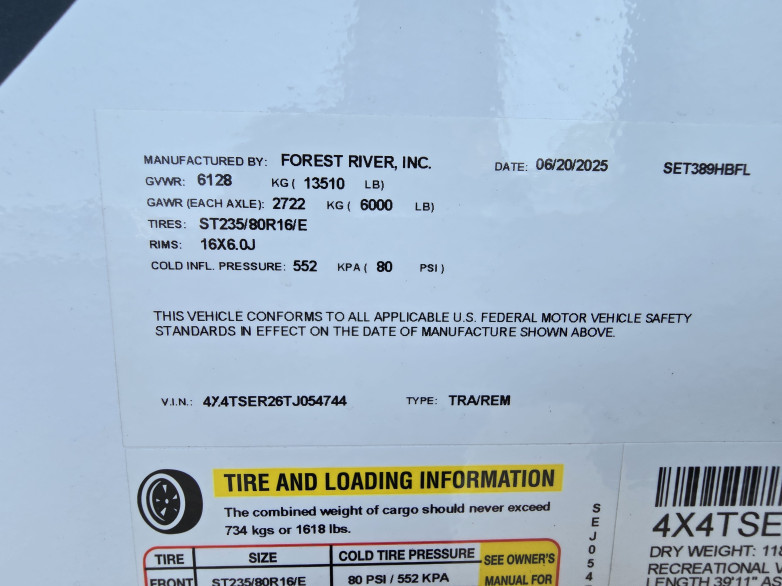 MANUFACTURED BY: FOREST RIVER, INC. DATE: 06/20/2025 SET389HBFL
GVWR: 6128 KG ( 13510 LB)
GAWR (EACH AXLE): 2722 KG ( 6000 LB)
TIRES: ST235/80R16/E
RIMS: 16X6.0J
COLD INFL. PRESSURE: 552 KPA ( 80 PSI )
THIS VEHICLE CONFORMS TO ALL APPLICABLE U.S. FEDERAL MOTOR VEHICLE SAFETY
STANDARDS IN EFFECT ON THE DATE OF MANUFACTURE SHOWN ABOVE.
V.I.N.: 4X4TSER26TJ054744 TYPE: TRA/REM
TIRE AND LOADING INFORMATION
The combined weight of cargo should never exceed
734 kgs or 1618 lbs.
TIRE SIZE COLD TIRE PRESSURE SEE OWNER'S
FRONT ST235/80R16/E 80 PSI / 552 KPA MANUAL FOR
SEJ054
4X4TSE
DRY WEIGHT: 118
RECREATIONAL V
LENGTH 39'11"